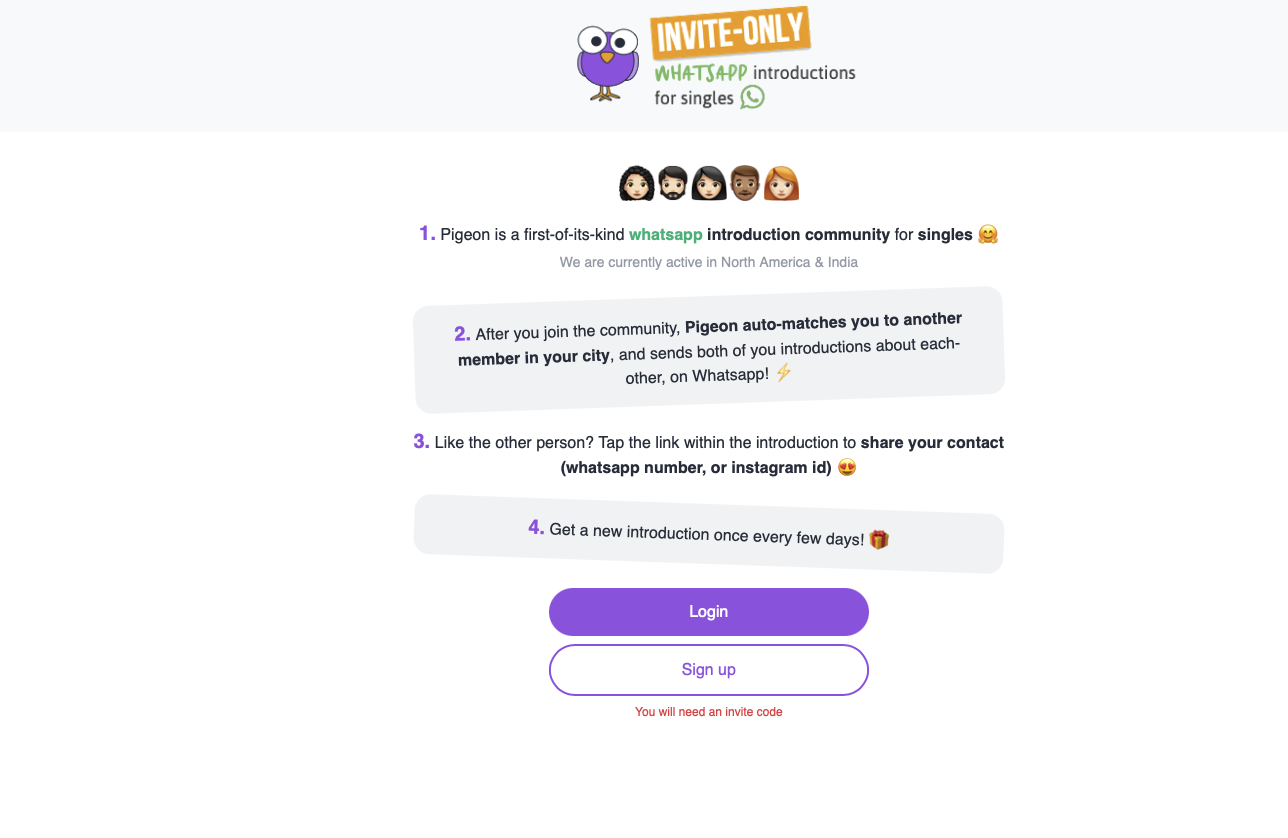 INVITE-ONLY
WHATSAPP introductions
for singles
1. Pigeon is a first-of-its-kind whatsapp introduction community for singles 🤗
We are currently active in North America & India
2. After you join the community, Pigeon auto-matches you to another
member in your city, and sends both of you introductions about each-
other, on Whatsapp! ⚡
3. Like the other person? Tap the link within the introduction to share your contact
(whatsapp number, or instagram id) 😍
4. Get a new introduction once every few days! 🎁
Login
Sign up
You will need an invite code